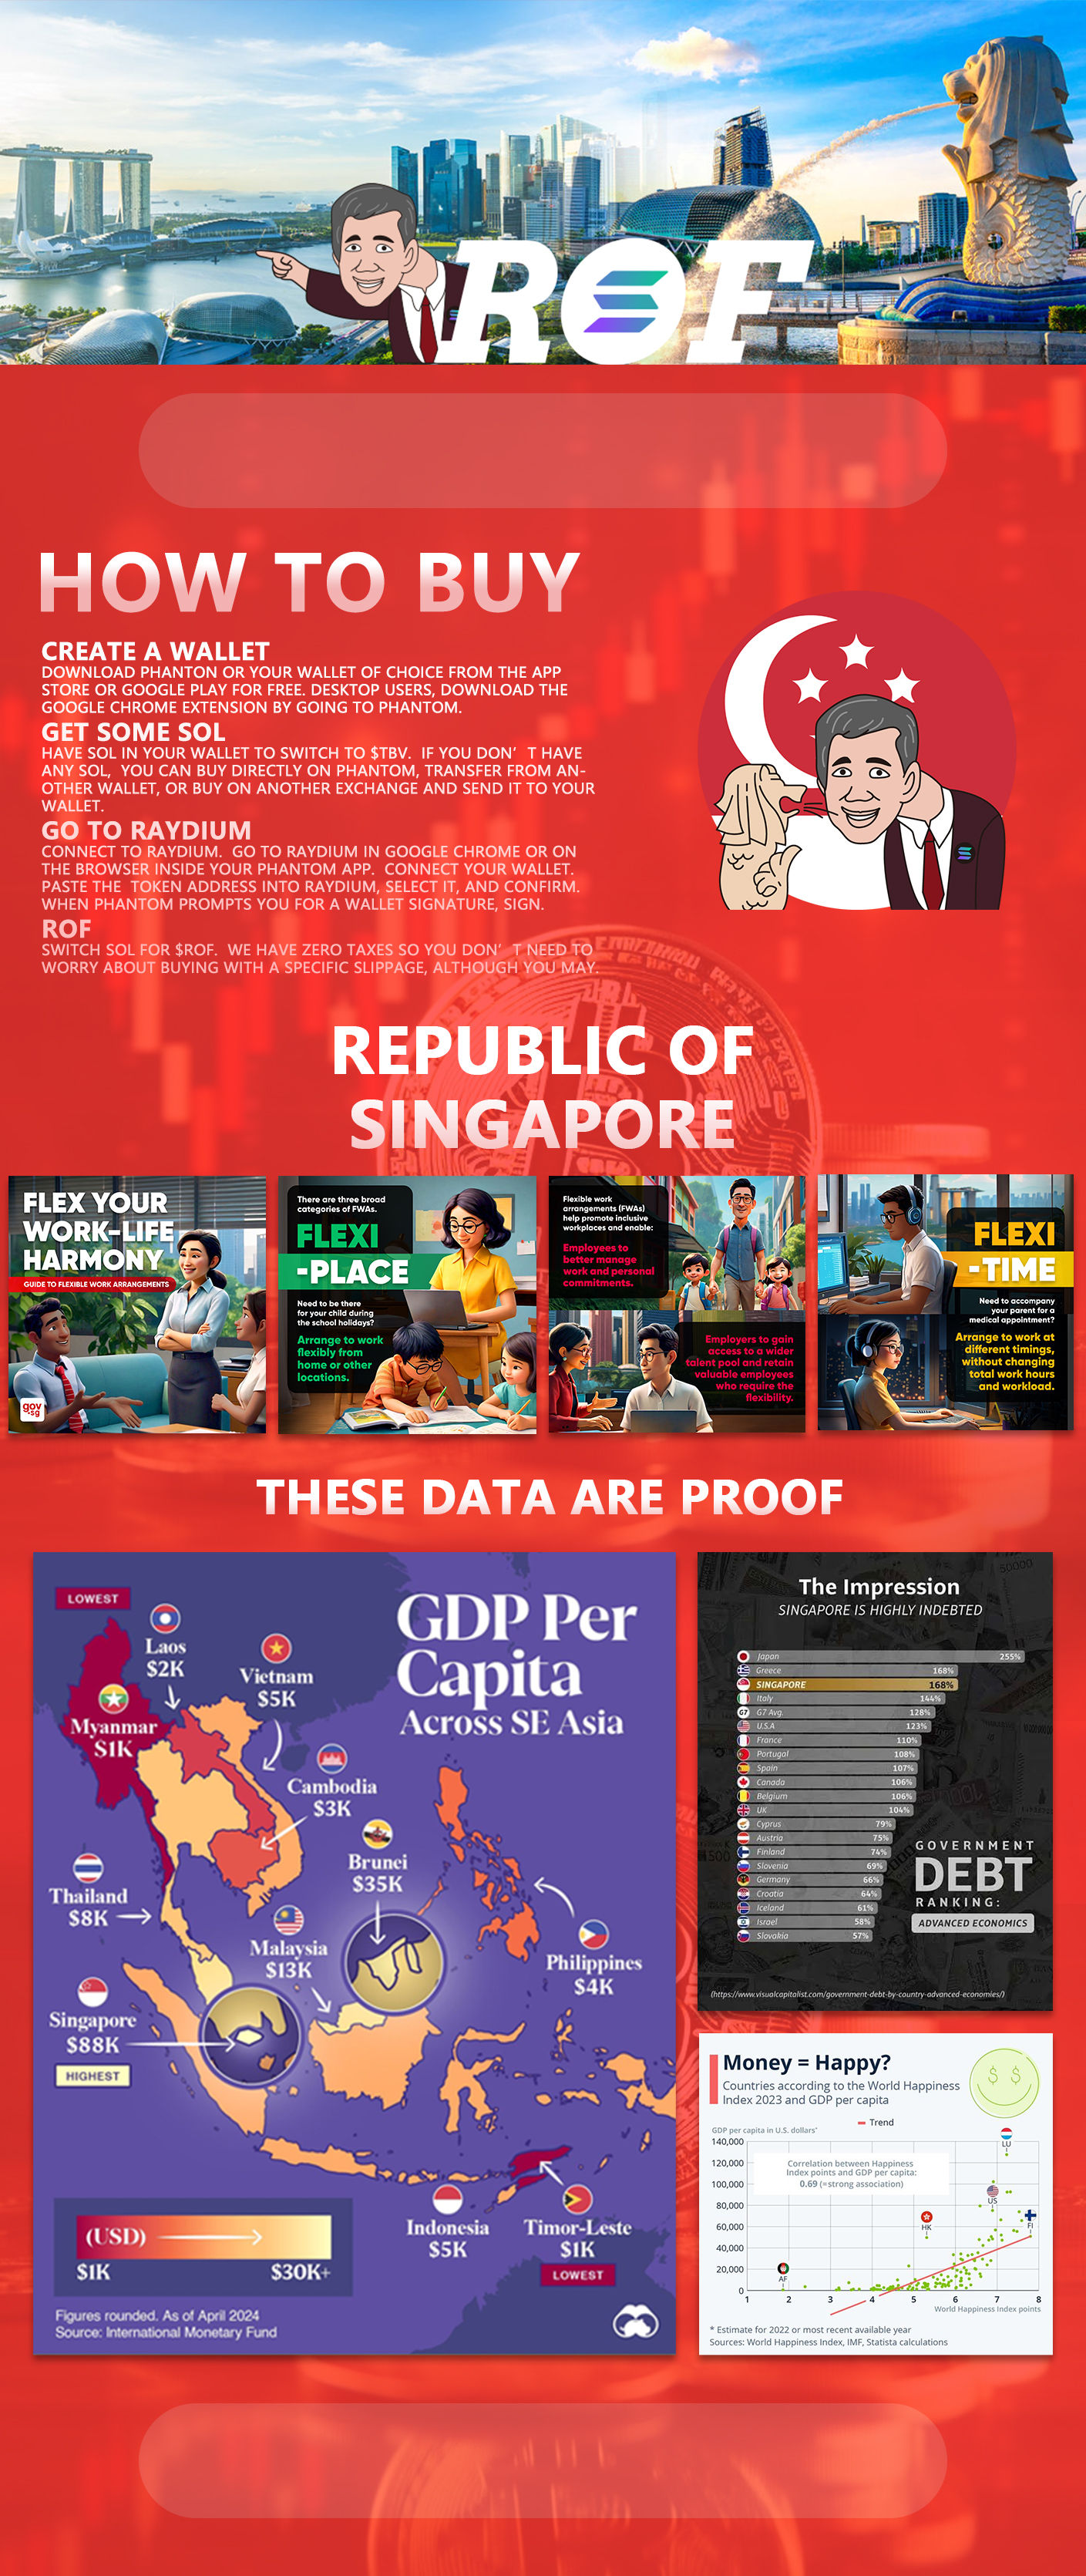 ROF
HOW TO BUY
CREATE A WALLET
DOWNLOAD PHANTON OR YOUR WALLET OF CHOICE FROM THE APP
STORE OR GOOGLE PLAY FOR FREE. DESKTOP USERS, DOWNLOAD THE
GOOGLE CHROME EXTENSION BY GOING TO PHANTOM.
GET SOME SOL
HAVE SOL IN YOUR WALLET TO SWITCH TO $TBV. IF YOU DON'T HAVE
ANY SOL, YOU CAN BUY DIRECTLY ON PHANTOM, TRANSFER FROM AN-
OTHER WALLET, OR BUY ON ANOTHER EXCHANGE AND SEND IT TO YOUR
WALLET.
GO TO RAYDIUM
CONNECT TO RAYDIUM. GO TO RAYDIUM IN GOOGLE CHROME OR ON
THE BROWSER INSIDE YOUR PHANTOM APP. CONNECT YOUR WALLET.
PASTE THE TOKEN ADDRESS INTO RAYDIUM, SELECT IT, AND CONFIRM.
WHEN PHANTOM PROMPTS YOU FOR A WALLET SIGNATURE, SIGN.
ROF
SWITCH SOL FOR $ROF. WE HAVE ZERO TAXES SO YOU DON'T NEED TO
WORRY ABOUT BUYING WITH A SPECIFIC SLIPPAGE, ALTHOUGH YOU MAY.
REPUBLIC OF
SINGAPORE
FLEX YOUR
WORK-LIFE
HARMONY
GUIDE TO FLEXIBLE WORK ARRANGEMENTS
gov
sg
There are three broad
categories of FWAs.
FLEXI
-PLACE
Need to be there
for your child during
the school holidays?
Arrange to work
flexibly from
home or other
locations.
Flexible work
arrangements (FWAs)
help promote inclusive
workplaces and enable:
Employees to
better manage
work and personal
commitments.
Employers to gain
access to a wider
talent pool and retain
valuable employees
who require the
flexibility.
FLEXI
-TIME
Need to accompany
your parent for a
medical appointment?
Arrange to work at
different timings,
without changing
total work hours
and workload.
THESE DATA ARE PROOF
GDP Per
Capita
Across SE Asia
LOWEST
Laos
$2K
Vietnam
$5K
Myanmar
$1K
Cambodia
$3K
Brunei
$35K
Thailand
$8K
Malaysia
$13K
Philippines
$4K
Singapore
$88K
HIGHEST
Indonesia
$5K
Timor-Leste
$1K
LOWEST
(USD)
$1K $30K+
Figures rounded. As of April 2024
Source: International Monetary Fund
The Impression
SINGAPORE IS HIGHLY INDEBTED
Japan 255%
Greece 168%
SINGAPORE 168%
Italy 144%
G7 G7 Avg. 128%
U.S.A 123%
France 110%
Portugal 108%
Spain 107%
Canada 106%
Belgium 106%
UK 104%
Cyprus 79%
Austria 75%
Finland 74%
Slovenia 69%
Germany 66%
Croatia 64%
Iceland 61%
Israel 58%
Slovakia 57%
GOVERNMENT
DEBT
RANKING:
ADVANCED ECONOMICS
(https://www.visualcapitalist.com/government-debt-by-country-advanced-economies/)
Money = Happy?
Countries according to the World Happiness
Index 2023 and GDP per capita
Trend
GDP per capita in U.S. dollars*
140,000
120,000
100,000
80,000
60,000
40,000
20,000
0
Correlation between Happiness
Index points and GDP per capita:
0.69 (=strong association)
LU
US
HK
FI
AF
1 2 3 4 5 6 7 8
World Happiness Index points
* Estimate for 2022 or most recent available year
Sources: World Happiness Index, IMF, Statista calculations